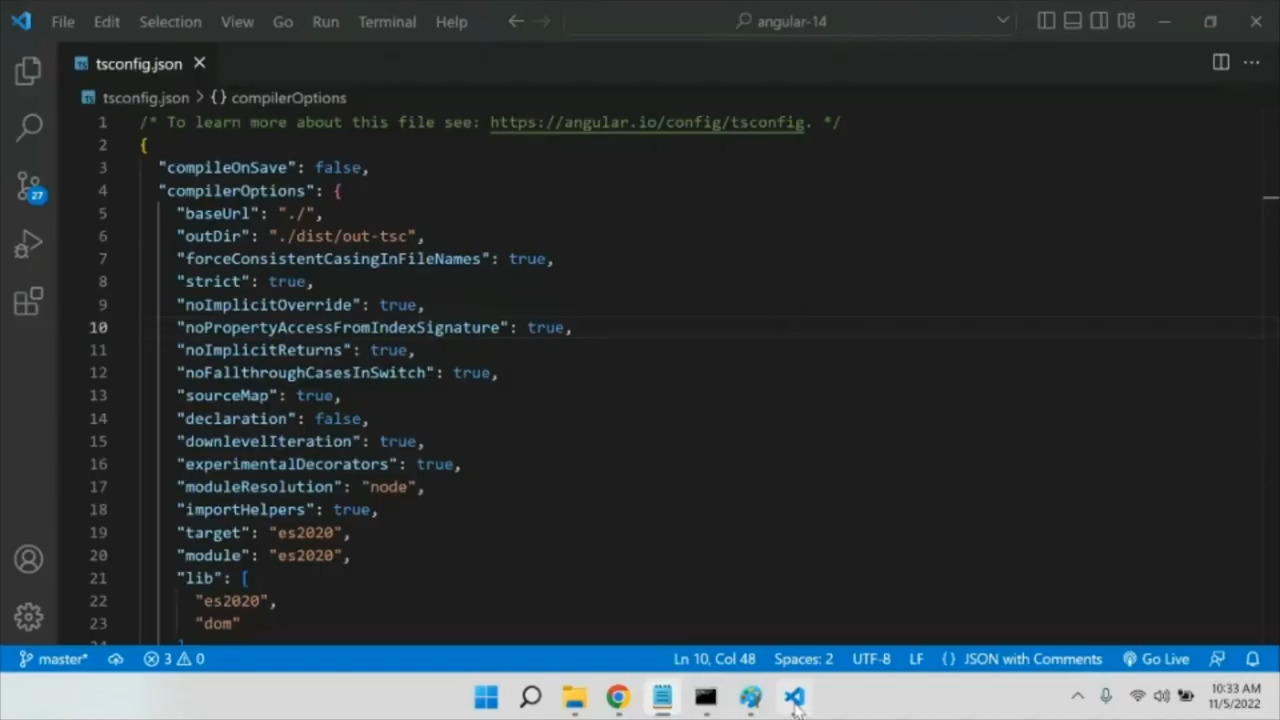 File Edit Selection View Go Run Terminal Help angular-14
tsconfig.json
tsconfig.json > {} compilerOptions
1 /* To learn more about this file see: https://angular.io/config/tsconfig. */
2 {
3 "compileOnSave": false,
4 "compilerOptions": {
5 "baseUrl": "./",
6 "outDir": "./dist/out-tsc",
7 "forceConsistentCasingInFileNames": true,
8 "strict": true,
9 "noImplicitOverride": true,
10 "noPropertyAccessFromIndexSignature": true,
11 "noImplicitReturns": true,
12 "noFallthroughCasesInSwitch": true,
13 "sourceMap": true,
14 "declaration": false,
15 "downlevelIteration": true,
16 "experimentalDecorators": true,
17 "moduleResolution": "node",
18 "importHelpers": true,
19 "target": "es2020",
20 "module": "es2020",
21 "lib": [
22 "es2020",
23 "dom"
27
master* 3 0 Ln 10, Col 48 Spaces: 2 UTF-8 LF {} JSON with Comments Go Live
10:33 AM
11/5/2022